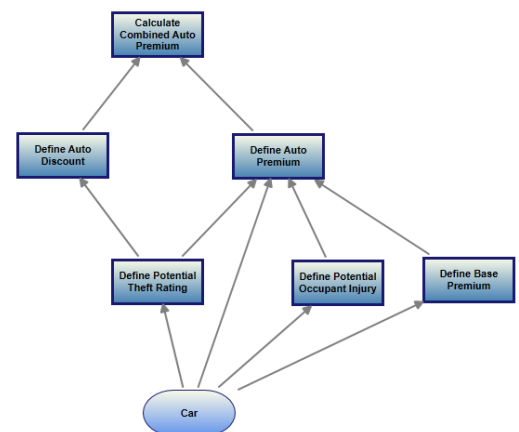 Calculate
Combined Auto
Premium
Define Auto
Discount
Define Auto
Premium
Define Potential
Theft Rating
Define Potential
Occupant Injury
Define Base
Premium
Car